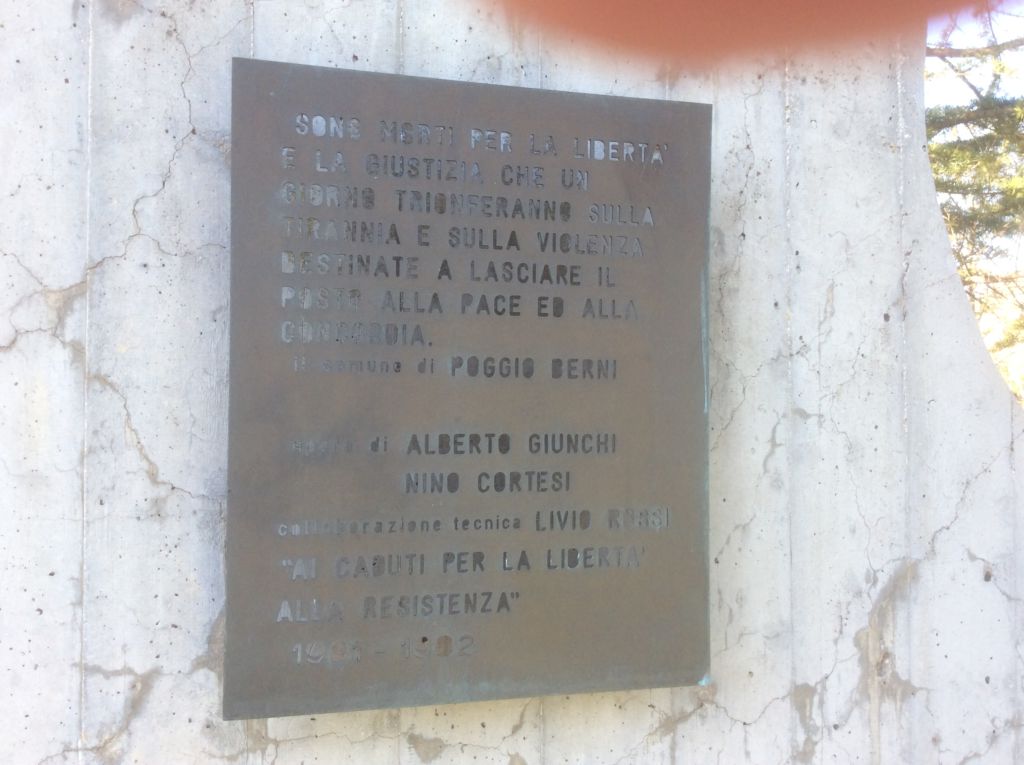 SONO MORTI PER LA LIBERTA'
E LA GIUSTIZIA CHE UN
GIORNO TRIONFERANNO SULLA
TIRANNIA E SULLA VIOLENZA
DESTINATE A LASCIARE IL
POSTO ALLA PACE ED ALLA
CONCORDIA.
il comune di POGGIO BERNI
opera di ALBERTO GIUNCHI
NINO CORTESI
collaborazione tecnica LIVIO ROSSI
"AI CADUTI PER LA LIBERTA'
ALLA RESISTENZA"